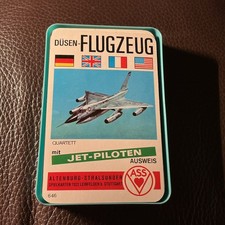 DÜSEN-FLUGZEUG
QUARTETT
mit
JET-PILOTEN
AUSWEIS
ALTENBURG-STRALSUNDER
ASS